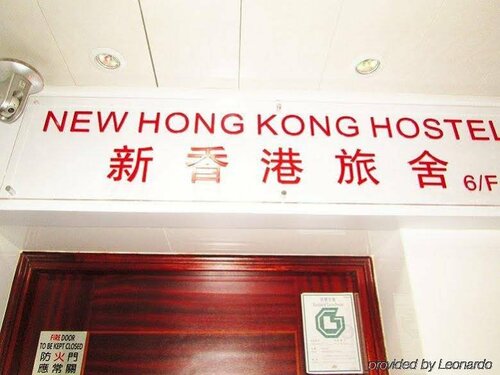 NEW HONG KONG HOSTEL
新香港旅舍 6/F
FIRE DOOR
TO BE KEPT CLOSED
防火門
應常關
provided by Leonardo